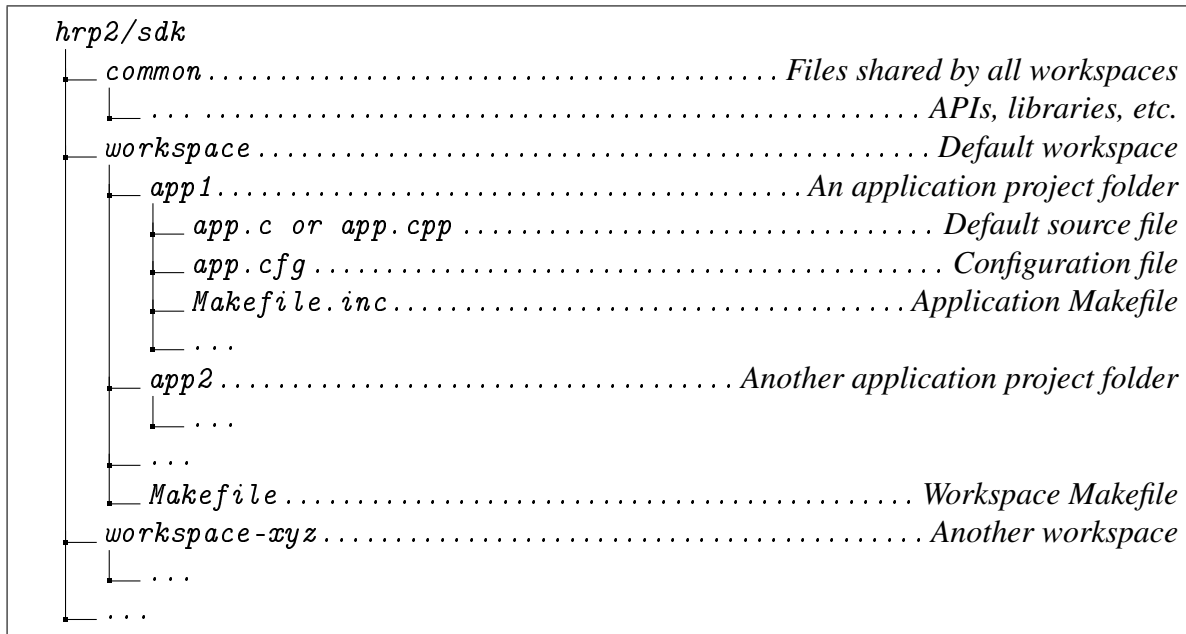 hrp2/sdk
common ........................................ Files shared by all workspaces
... .................................................. APIs, libraries, etc.
workspace ............................................... Default workspace
app1 ......................................... An application project folder
app.c or app.cpp ................................. Default source file
app.cfg ............................................ Configuration file
Makefile.inc .................................... Application Makefile
...
app2 ..................................... Another application project folder
...
...
Makefile ............................................ Workspace Makefile
workspace-xyz .......................................... Another workspace
...
...